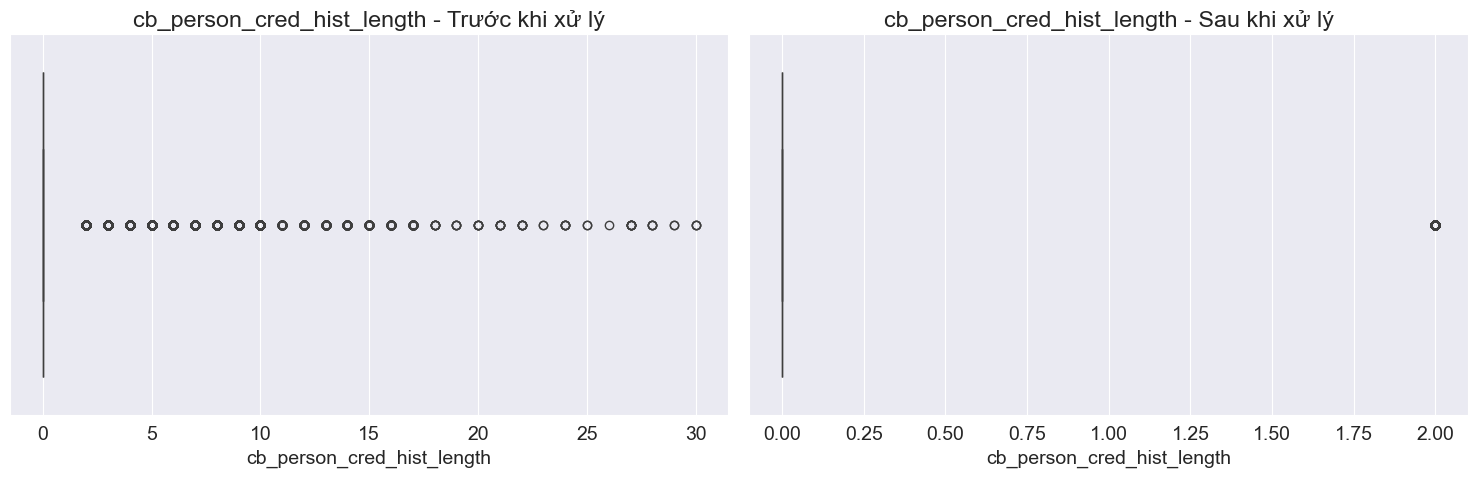 cb_person_cred_hist_length - Trước khi xử lý
0 5 10 15 20 25 30
cb_person_cred_hist_length
cb_person_cred_hist_length - Sau khi xử lý
0.00 0.25 0.50 0.75 1.00 1.25 1.50 1.75 2.00
cb_person_cred_hist_length